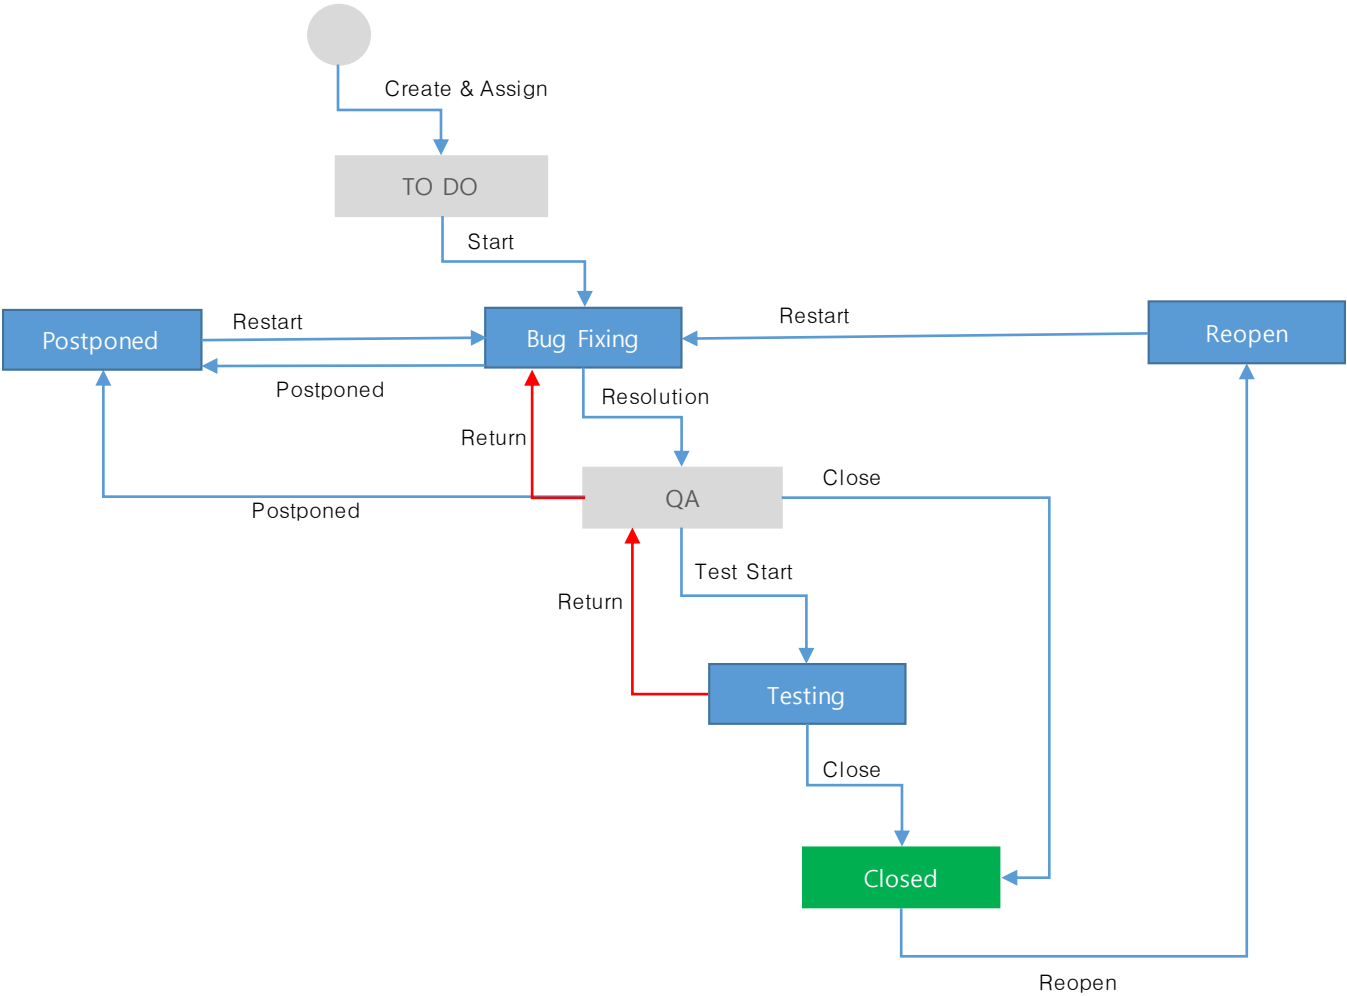 Create & Assign
TO DO
Start
Postponed
Restart
Bug Fixing
Restart
Reopen
Postponed
Resolution
Return
QA
Close
Postponed
Test Start
Return
Testing
Close
Closed
Reopen